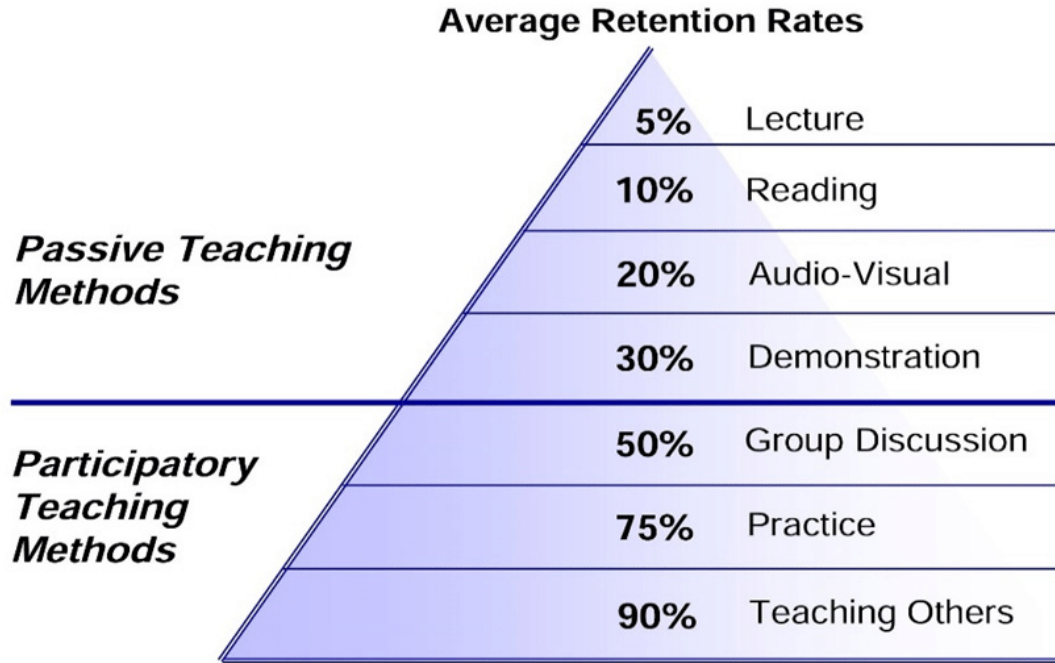 Average Retention Rates
5% Lecture
10% Reading
Passive Teaching
Methods
20% Audio-Visual
30% Demonstration
Participatory
Teaching
Methods
50% Group Discussion
75% Practice
90% Teaching Others